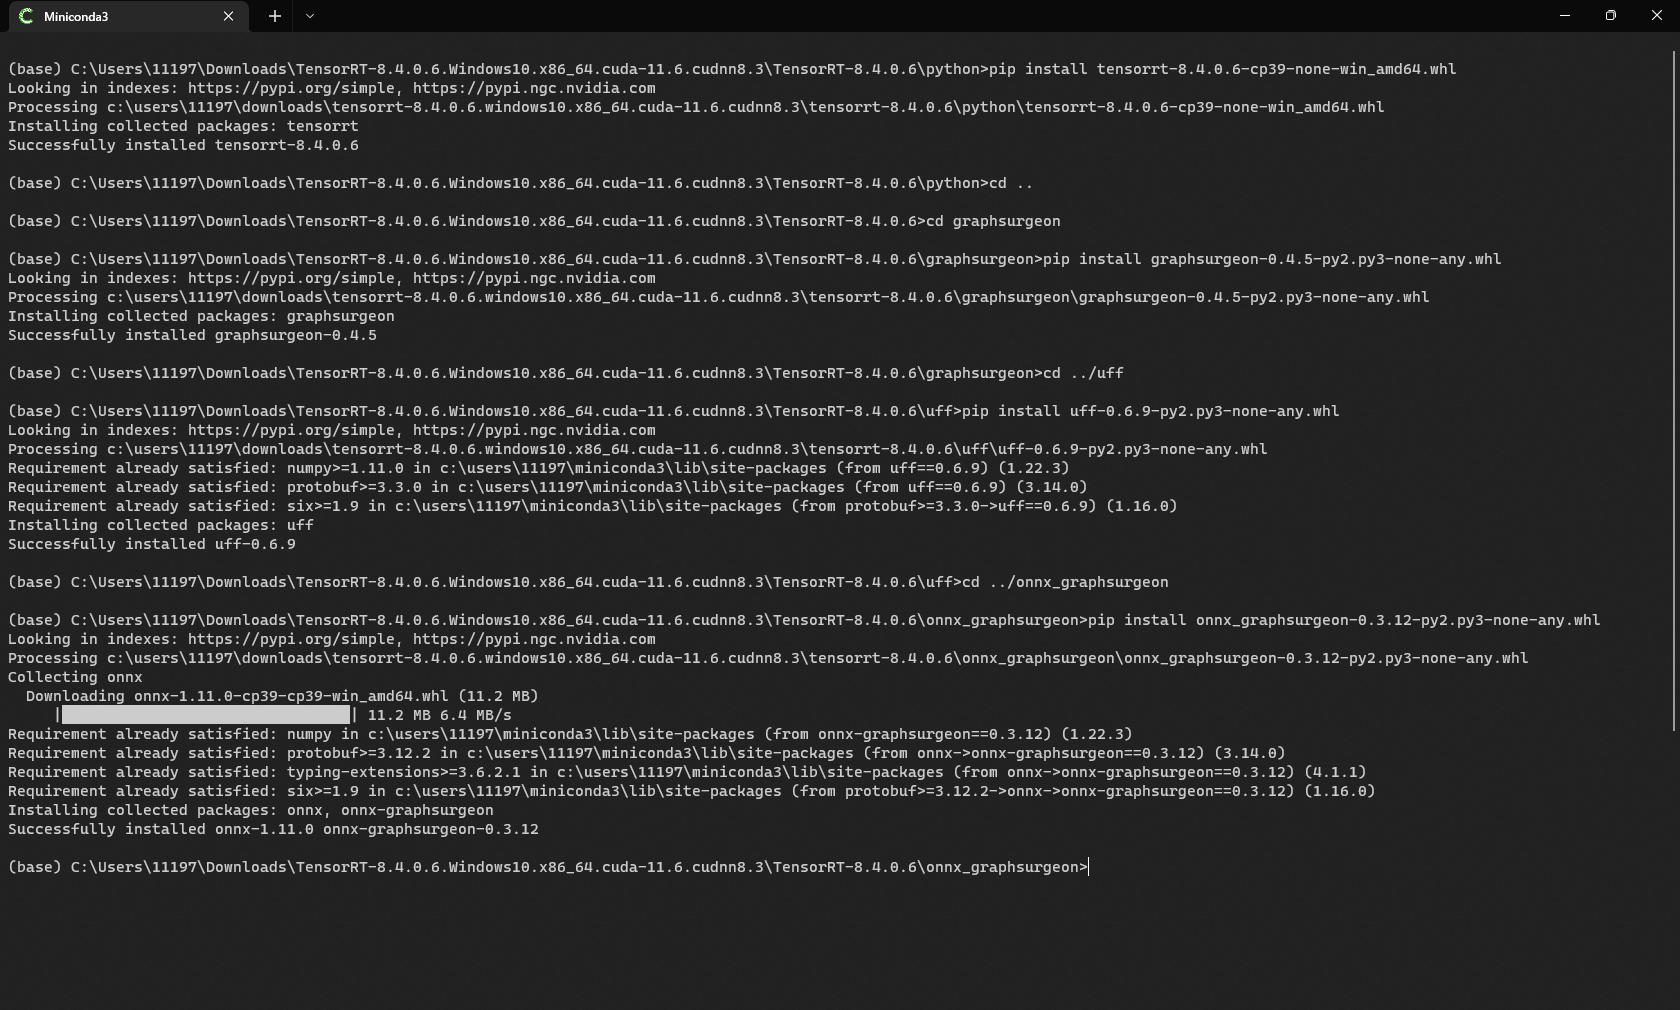 Miniconda3
(base) C:\Users\11197\Downloads\TensorRT-8.4.0.6.Windows10.x86_64.cuda-11.6.cudnn8.3\TensorRT-8.4.0.6\python>pip install tensorrt-8.4.0.6-cp39-none-win_amd64.whl
Looking in indexes: https://pypi.org/simple, https://pypi.ngc.nvidia.com
Processing c:\users\11197\downloads\tensorrt-8.4.0.6.windows10.x86_64.cuda-11.6.cudnn8.3\tensorrt-8.4.0.6\python\tensorrt-8.4.0.6-cp39-none-win_amd64.whl
Installing collected packages: tensorrt
Successfully installed tensorrt-8.4.0.6
(base) C:\Users\11197\Downloads\TensorRT-8.4.0.6.Windows10.x86_64.cuda-11.6.cudnn8.3\TensorRT-8.4.0.6\python>cd ..
(base) C:\Users\11197\Downloads\TensorRT-8.4.0.6.Windows10.x86_64.cuda-11.6.cudnn8.3\TensorRT-8.4.0.6>cd graphsurgeon
(base) C:\Users\11197\Downloads\TensorRT-8.4.0.6.Windows10.x86_64.cuda-11.6.cudnn8.3\TensorRT-8.4.0.6\graphsurgeon>pip install graphsurgeon-0.4.5-py2.py3-none-any.whl
Looking in indexes: https://pypi.org/simple, https://pypi.ngc.nvidia.com
Processing c:\users\11197\downloads\tensorrt-8.4.0.6.windows10.x86_64.cuda-11.6.cudnn8.3\tensorrt-8.4.0.6\graphsurgeon\graphsurgeon-0.4.5-py2.py3-none-any.whl
Installing collected packages: graphsurgeon
Successfully installed graphsurgeon-0.4.5
(base) C:\Users\11197\Downloads\TensorRT-8.4.0.6.Windows10.x86_64.cuda-11.6.cudnn8.3\TensorRT-8.4.0.6\graphsurgeon>cd ../uff
(base) C:\Users\11197\Downloads\TensorRT-8.4.0.6.Windows10.x86_64.cuda-11.6.cudnn8.3\TensorRT-8.4.0.6\uff>pip install uff-0.6.9-py2.py3-none-any.whl
Looking in indexes: https://pypi.org/simple, https://pypi.ngc.nvidia.com
Processing c:\users\11197\downloads\tensorrt-8.4.0.6.windows10.x86_64.cuda-11.6.cudnn8.3\tensorrt-8.4.0.6\uff\uff-0.6.9-py2.py3-none-any.whl
Requirement already satisfied: numpy>=1.11.0 in c:\users\11197\miniconda3\lib\site-packages (from uff==0.6.9) (1.22.3)
Requirement already satisfied: protobuf>=3.3.0 in c:\users\11197\miniconda3\lib\site-packages (from uff==0.6.9) (3.14.0)
Requirement already satisfied: six>=1.9 in c:\users\11197\miniconda3\lib\site-packages (from protobuf>=3.3.0->uff==0.6.9) (1.16.0)
Installing collected packages: uff
Successfully installed uff-0.6.9
(base) C:\Users\11197\Downloads\TensorRT-8.4.0.6.Windows10.x86_64.cuda-11.6.cudnn8.3\TensorRT-8.4.0.6\uff>cd ../onnx_graphsurgeon
(base) C:\Users\11197\Downloads\TensorRT-8.4.0.6.Windows10.x86_64.cuda-11.6.cudnn8.3\TensorRT-8.4.0.6\onnx_graphsurgeon>pip install onnx_graphsurgeon-0.3.12-py2.py3-none-any.whl
Looking in indexes: https://pypi.org/simple, https://pypi.ngc.nvidia.com
Processing c:\users\11197\downloads\tensorrt-8.4.0.6.windows10.x86_64.cuda-11.6.cudnn8.3\tensorrt-8.4.0.6\onnx_graphsurgeon\onnx_graphsurgeon-0.3.12-py2.py3-none-any.whl
Collecting onnx
  Downloading onnx-1.11.0-cp39-cp39-win_amd64.whl (11.2 MB)
     |████████████████████████████████| 11.2 MB 6.4 MB/s
Requirement already satisfied: numpy in c:\users\11197\miniconda3\lib\site-packages (from onnx-graphsurgeon==0.3.12) (1.22.3)
Requirement already satisfied: protobuf>=3.12.2 in c:\users\11197\miniconda3\lib\site-packages (from onnx->onnx-graphsurgeon==0.3.12) (3.14.0)
Requirement already satisfied: typing-extensions>=3.6.2.1 in c:\users\11197\miniconda3\lib\site-packages (from onnx->onnx-graphsurgeon==0.3.12) (4.1.1)
Requirement already satisfied: six>=1.9 in c:\users\11197\miniconda3\lib\site-packages (from protobuf>=3.12.2->onnx->onnx-graphsurgeon==0.3.12) (1.16.0)
Installing collected packages: onnx, onnx-graphsurgeon
Successfully installed onnx-1.11.0 onnx-graphsurgeon-0.3.12
(base) C:\Users\11197\Downloads\TensorRT-8.4.0.6.Windows10.x86_64.cuda-11.6.cudnn8.3\TensorRT-8.4.0.6\onnx_graphsurgeon>